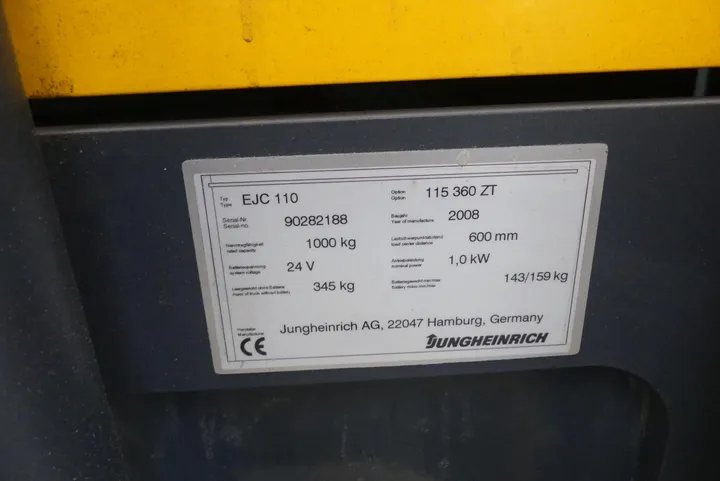 Typ
Type
EJC 110
Option
Option
115 360 ZT
Serial-Nr.
Serial-no.
90282188
Baujahr
Year of manufacture
2008
Nenntragfähigkeit
rated capacity
1000 kg
Lastschwerpunktabstand
load center distance
600 mm
Batteriespannung
system voltage
24 V
Antriebsleistung
nominal power
1,0 kW
Leergewicht ohne Batterie
mass of truck without battery
345 kg
Batteriegewicht min/max
Battery mass min/max
143/159 kg
Hersteller
Manufacturer
Jungheinrich AG, 22047 Hamburg, Germany
CE
JUNGHEINRICH